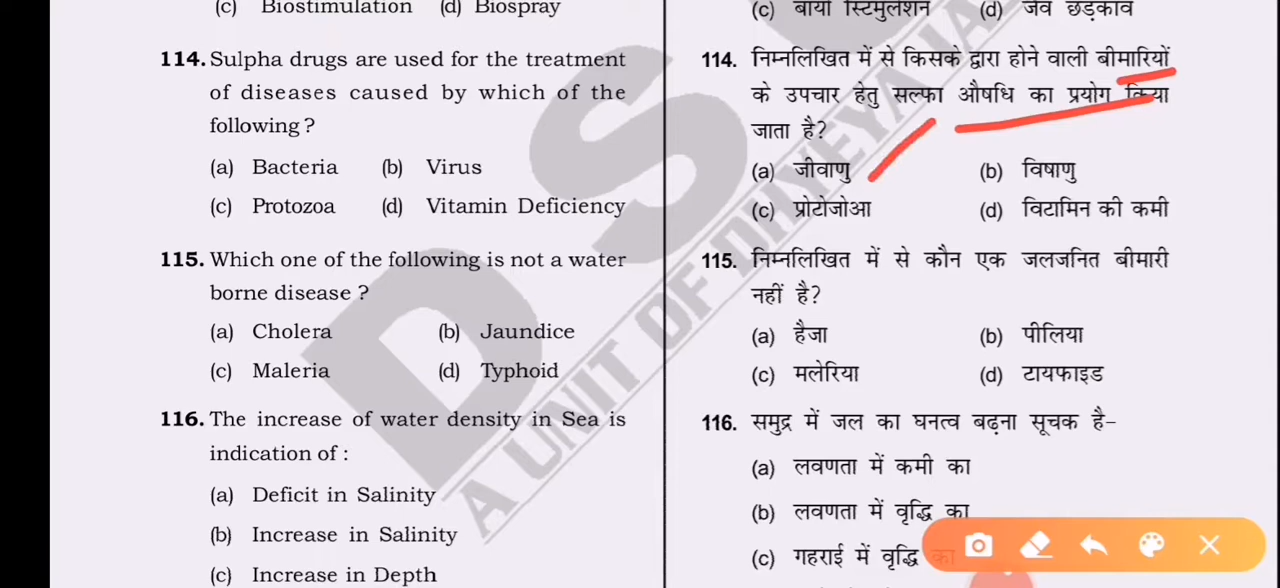 (c) Biostimulation (d) Biospray
114. Sulpha drugs are used for the treatment
of diseases caused by which of the
following ?
(a) Bacteria (b) Virus
(c) Protozoa (d) Vitamin Deficiency
115. Which one of the following is not a water
borne disease ?
(a) Cholera (b) Jaundice
(c) Maleria (d) Typhoid
116. The increase of water density in Sea is
indication of :
(a) Deficit in Salinity
(b) Increase in Salinity
(c) Increase in Depth
(c) बायो स्टिमुलेशन (d) जैव छिड़काव
114. निम्नलिखित में से किसके द्वारा होने वाली बीमारियों
के उपचार हेतु सल्फा औषधि का प्रयोग किया
जाता है?
(a) जीवाणु (b) विषाणु
(c) प्रोटोजोआ (d) विटामिन की कमी
115. निम्नलिखित में से कौन एक जलजनित बीमारी
नहीं है?
(a) हैजा (b) पीलिया
(c) मलेरिया (d) टायफाइड
116. समुद्र में जल का घनत्व बढ़ना सूचक है-
(a) लवणता में कमी का
(b) लवणता में वृद्धि का
(c) गहराई में वृद्धि का